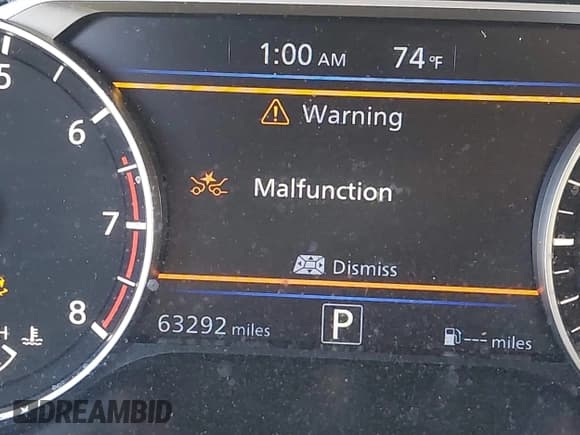 1:00 AM 74°F
5
Warning
6
Malfunction
7
Dismiss
8
H
63292 miles P --- miles
DREAMBID